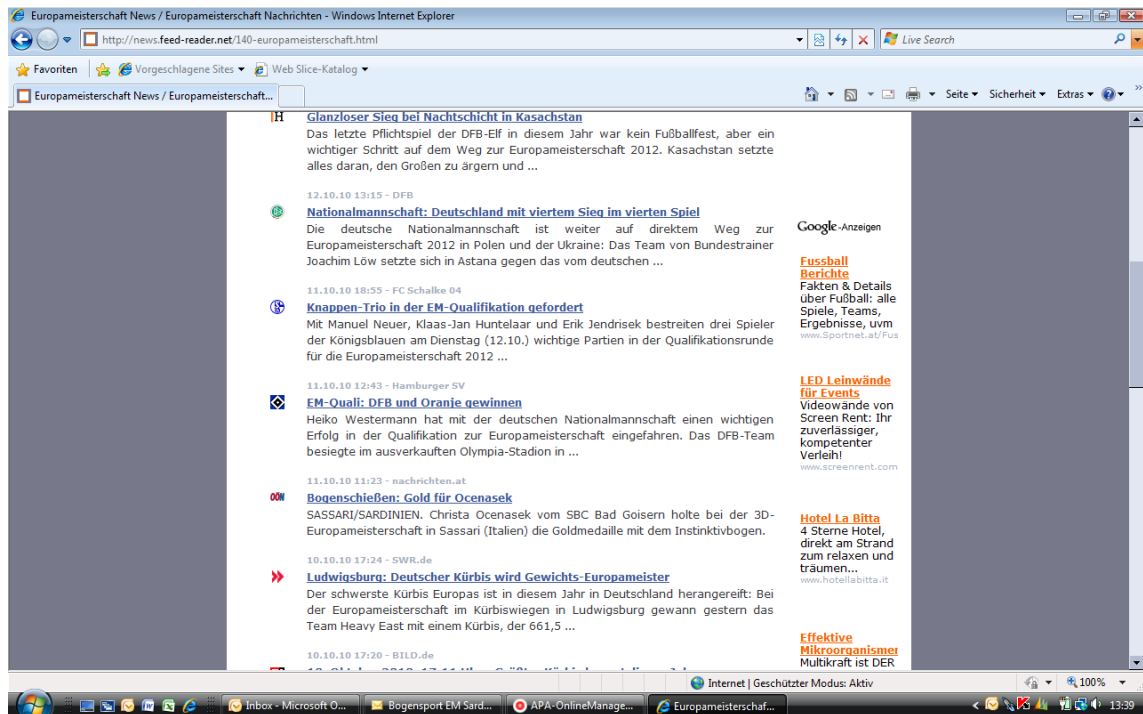 Europameisterschaft News / Europameisterschaft Nachrichten - Windows Internet Explorer
http://news.feed-reader.net/140-europameisterschaft.html
Live Search
Favoriten
Vorgeschlagene Sites
Web Slice-Katalog
Europameisterschaft News / Europameisterschaft...
Seite
Sicherheit
Extras
H
Glanzloser Sieg bei Nachtschicht in Kasachstan
Das letzte Pflichtspiel der DFB-Elf in diesem Jahr war kein Fußballfest, aber ein
wichtiger Schritt auf dem Weg zur Europameisterschaft 2012. Kasachstan setzte
alles daran, den Großen zu ärgern und ...
12.10.10 13:15 - DFB
Nationalmannschaft: Deutschland mit viertem Sieg im vierten Spiel
Die deutsche Nationalmannschaft ist weiter auf direktem Weg zur
Europameisterschaft 2012 in Polen und der Ukraine: Das Team von Bundestrainer
Joachim Löw setzte sich in Astana gegen das vom deutschen ...
11.10.10 18:55 - FC Schalke 04
Knappen-Trio in der EM-Qualifikation gefordert
Mit Manuel Neuer, Klaas-Jan Huntelaar und Erik Jendrisek bestreiten drei Spieler
der Königsblauen am Dienstag (12.10.) wichtige Partien in der Qualifikationsrunde
für die Europameisterschaft 2012 ...
11.10.10 12:43 - Hamburger SV
EM-Quali: DFB und Oranje gewinnen
Heiko Westermann hat mit der deutschen Nationalmannschaft einen wichtigen
Erfolg in der Qualifikation zur Europameisterschaft eingefahren. Das DFB-Team
besiegte im ausverkauften Olympia-Stadion in ...
11.10.10 11:23 - nachrichten.at
OÖN
Bogenschießen: Gold für Ocenasek
SASSARI/SARDINIEN. Christa Ocenasek vom SBC Bad Goisern holte bei der 3D-
Europameisterschaft in Sassari (Italien) die Goldmedaille mit dem Instinktivbogen.
10.10.10 17:24 - SWR.de
Ludwigsburg: Deutscher Kürbis wird Gewichts-Europameister
Der schwerste Kürbis Europas ist in diesem Jahr in Deutschland herangereift: Bei
der Europameisterschaft im Kürbiswiegen in Ludwigsburg gewann gestern das
Team Heavy East mit einem Kürbis, der 661,5 ...
10.10.10 17:20 - BILD.de
Google-Anzeigen
Fussball
Berichte
Fakten & Details
über Fußball: alle
Spiele, Teams,
Ergebnisse, uvm
www.Sportnet.at/Fus
LED Leinwände
für Events
Videowände von
Screen Rent: Ihr
zuverlässiger,
kompetenter
Verleih!
www.screenrent.com
Hotel La Bitta
4 Sterne Hotel,
direkt am Strand
zum relaxen und
träumen...
www.hotellabitta.it
Effektive
Mikroorganismen
Multikraft ist DER
Internet | Geschützter Modus: Aktiv
100%
Inbox - Microsoft O...
Bogensport EM Sard...
APA-OnlineManage...
Europameisterschaf...
13:39